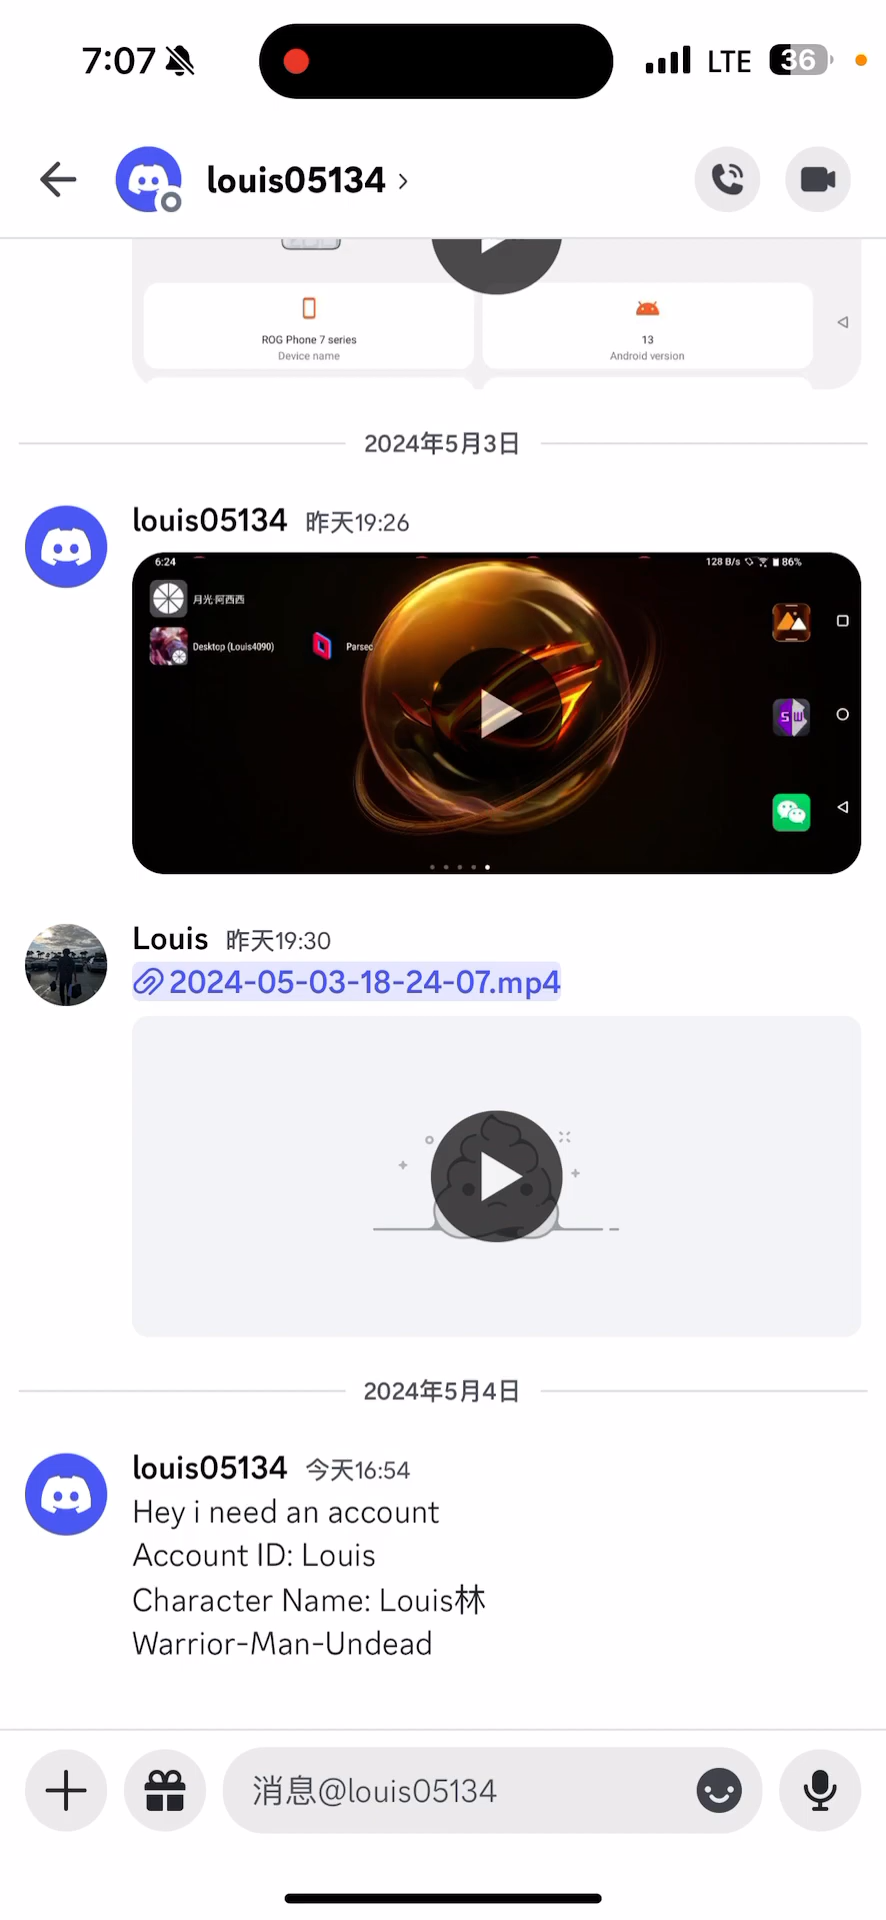 7:07
LTE
36
louis05134
ROG Phone 7 series
Device name
13
Android version
2024年5月3日
louis05134 昨天19:26
6:24
128 B/s
86%
月光·阿西西
Desktop (Louis4090)
Parsec
SW
Louis 昨天19:30
2024-05-03-18-24-07.mp4
2024年5月4日
louis05134 今天16:54
Hey i need an account
Account ID: Louis
Character Name: Louis林
Warrior-Man-Undead
消息@louis05134